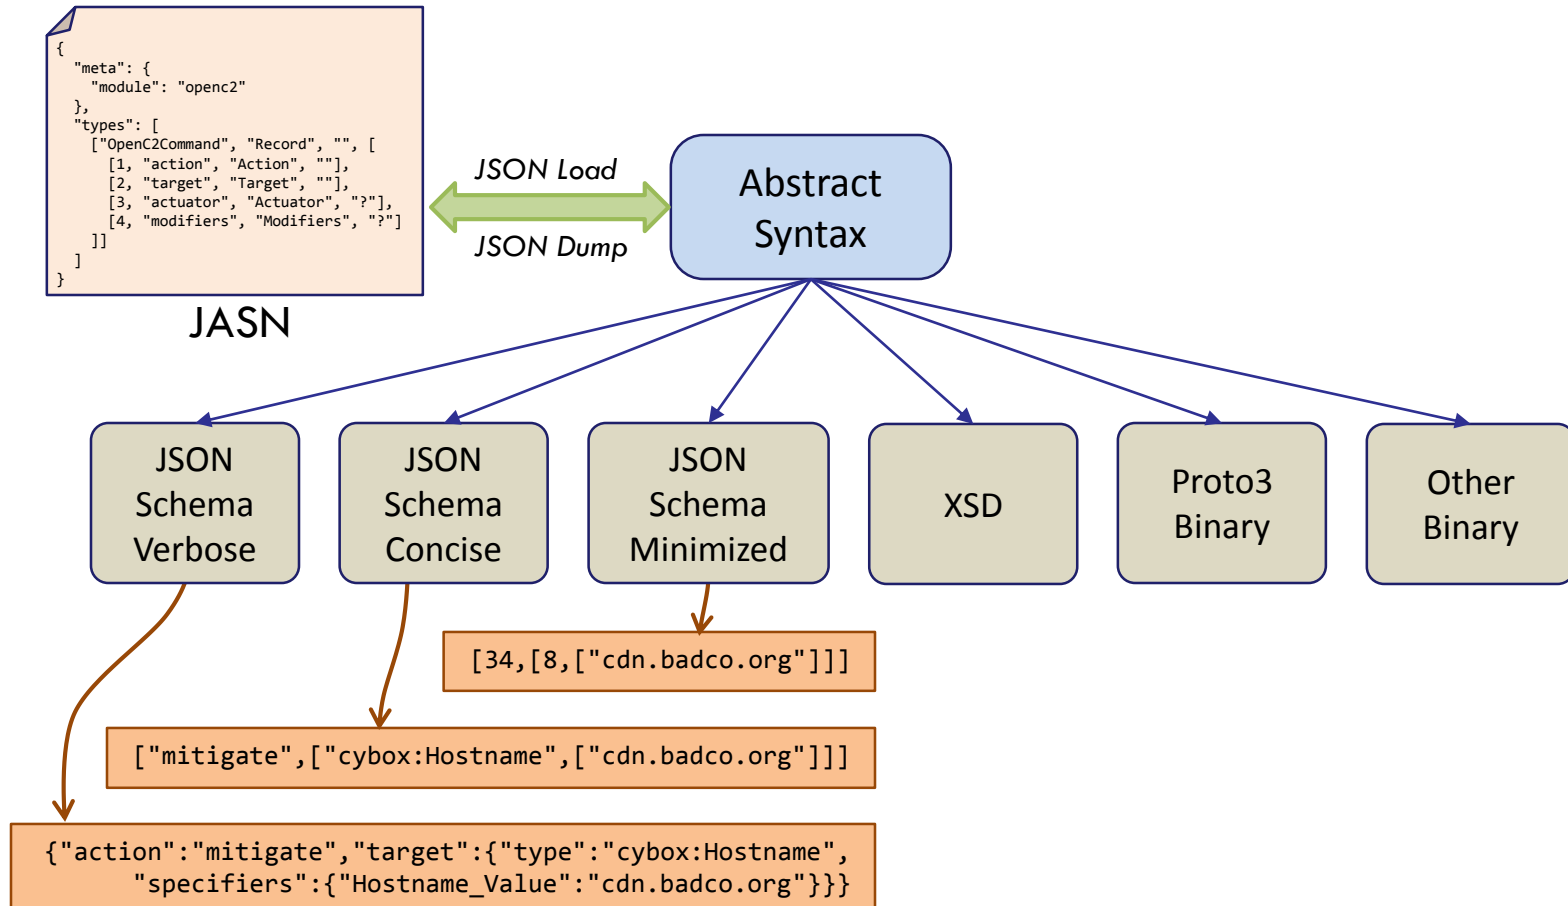 {
  "meta": {
    "module": "openc2"
  },
  "types": [
    ["OpenC2Command", "Record", "", [
      [1, "action", "Action", ""],
      [2, "target", "Target", ""],
      [3, "actuator", "Actuator", "?"],
      [4, "modifiers", "Modifiers", "?"]
    ]]
  ]
}
JASN
JSON Load
JSON Dump
Abstract
Syntax
JSON
Schema
Verbose
JSON
Schema
Concise
JSON
Schema
Minimized
XSD
Proto3
Binary
Other
Binary
[34,[8,["cdn.badco.org"]]]
["mitigate",["cybox:Hostname",["cdn.badco.org"]]]
{"action":"mitigate","target":{"type":"cybox:Hostname",
"specifiers":{"Hostname_Value":"cdn.badco.org"}}}